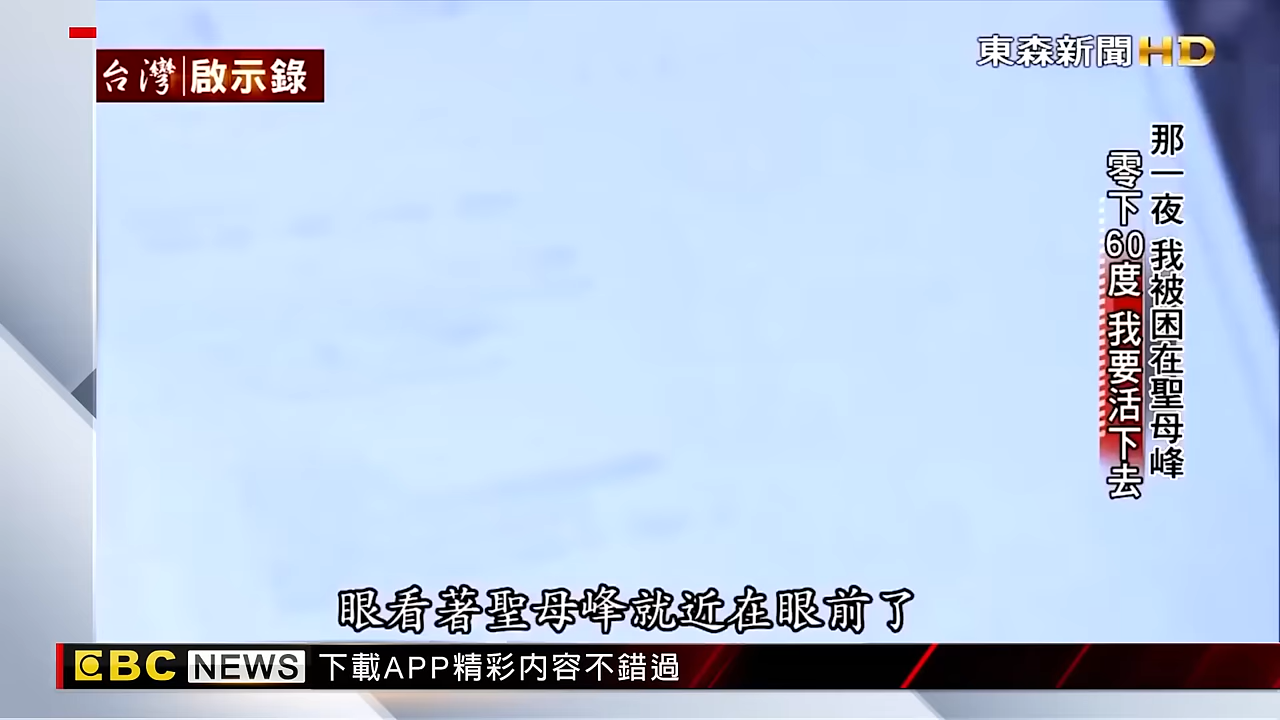 台灣 啟示錄
東森新聞HD
那一夜 我被困在聖母峰
零下60度 我要活下去
眼看著聖母峰就近在眼前了
EBC NEWS 下載APP精彩内容不錯過